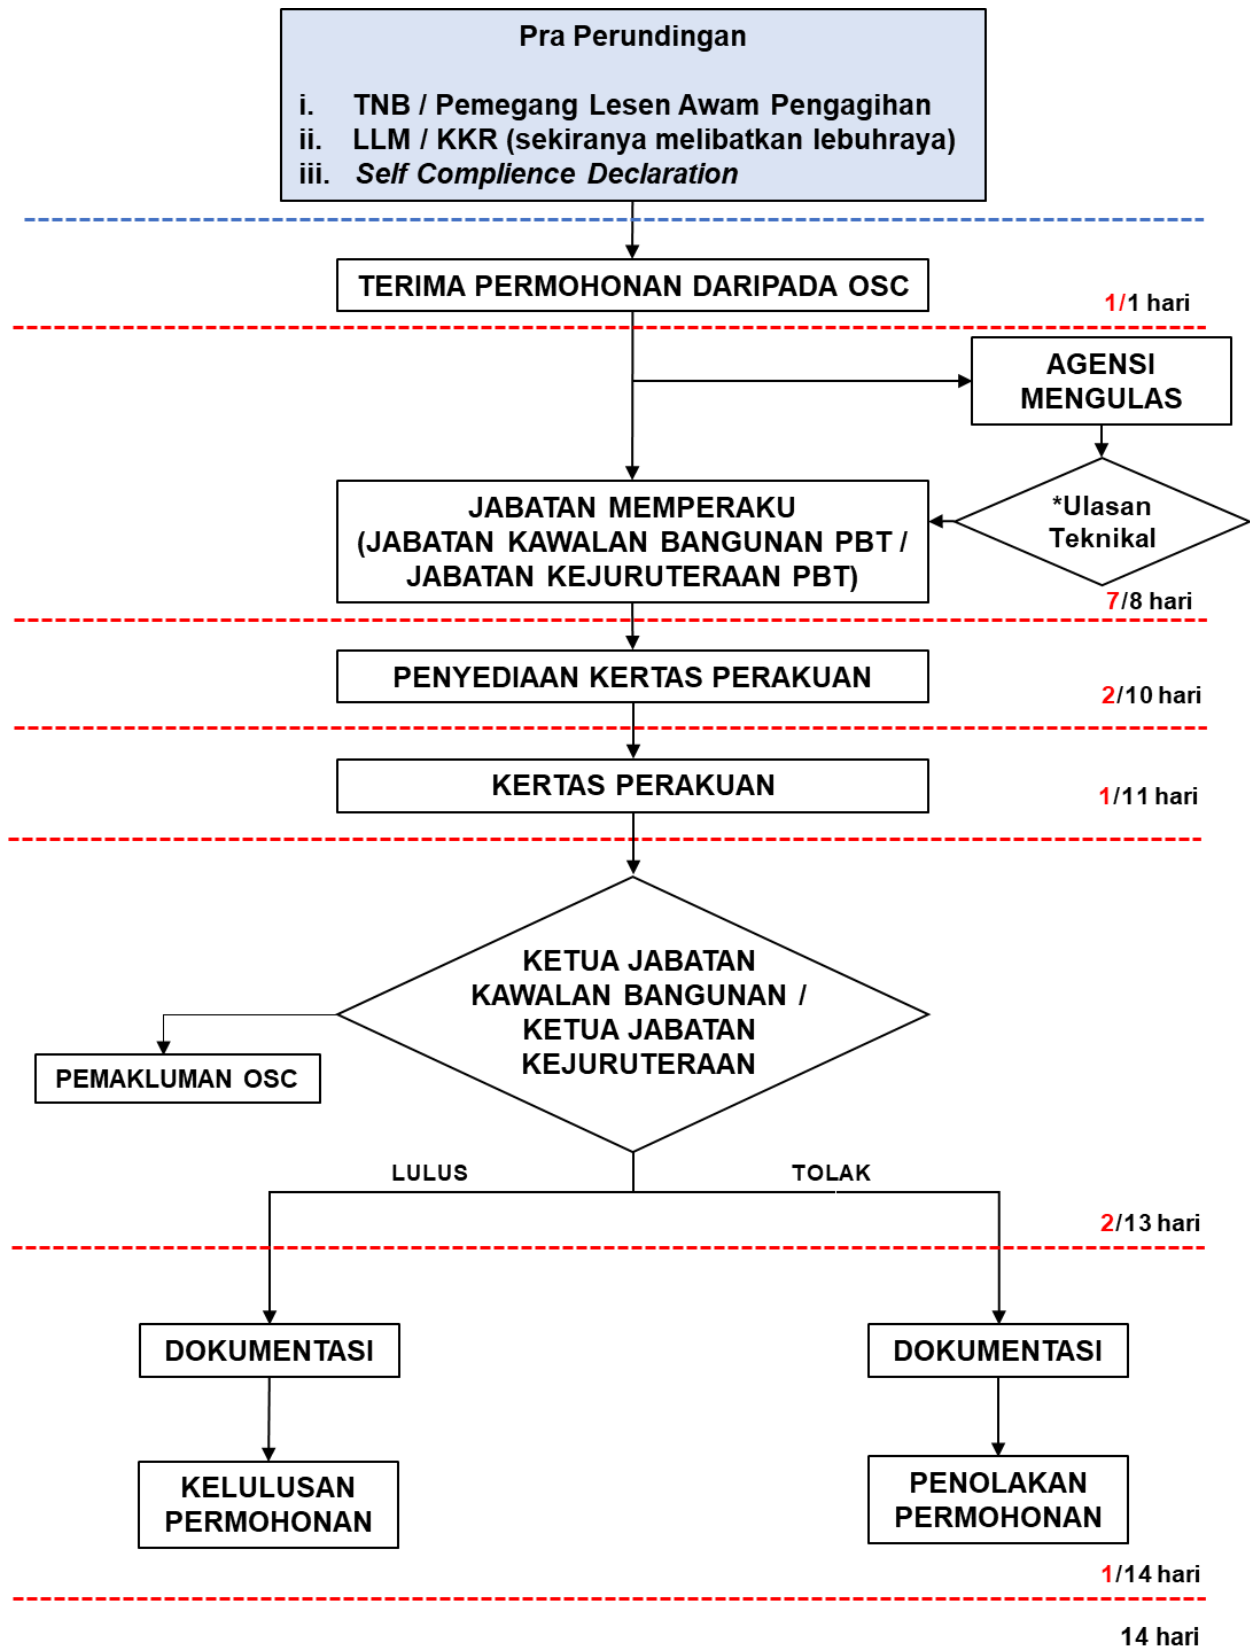 Pra Perundingan
i. TNB / Pemegang Lesen Awam Pengagihan
ii. LLM / KKR (sekiranya melibatkan lebuhraya)
iii. Self Complience Declaration
TERIMA PERMOHONAN DARIPADA OSC
1/1 hari
AGENSI
MENGULAS
*Ulasan
Teknikal
JABATAN MEMPERAKU
(JABATAN KAWALAN BANGUNAN PBT /
JABATAN KEJURUTERAAN PBT)
7/8 hari
PENYEDIAAN KERTAS PERAKUAN
2/10 hari
KERTAS PERAKUAN
1/11 hari
KETUA JABATAN
KAWALAN BANGUNAN /
KETUA JABATAN
KEJURUTERAAN
PEMAKLUMAN OSC
LULUS
TOLAK
2/13 hari
DOKUMENTASI
DOKUMENTASI
KELULUSAN
PERMOHONAN
PENOLAKAN
PERMOHONAN
1/14 hari
14 hari